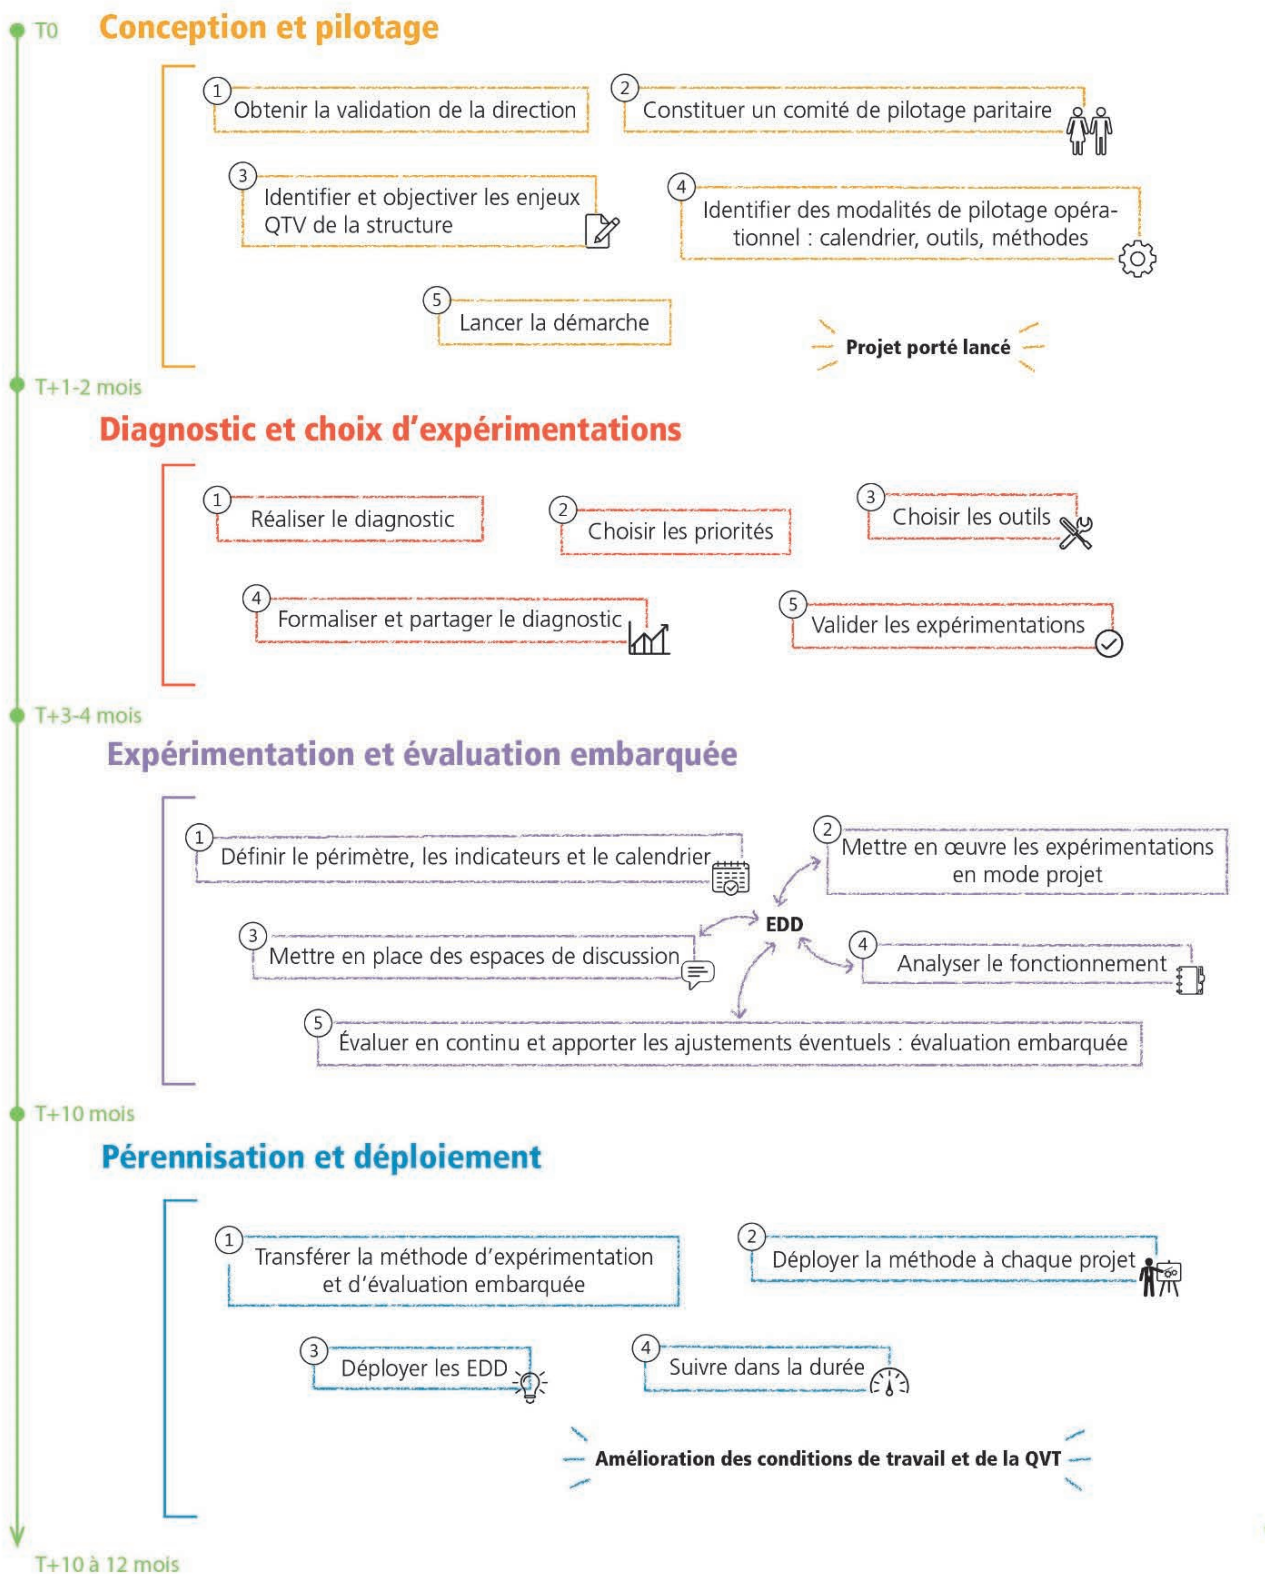 T0
Conception et pilotage
1
Obtenir la validation de la direction
2
Constituer un comité de pilotage paritaire
3
Identifier et objectiver les enjeux
QTV de la structure
4
Identifier des modalités de pilotage opéra-
tionnel : calendrier, outils, méthodes
5
Lancer la démarche
Projet porté lancé
T+1-2 mois
Diagnostic et choix d'expérimentations
1
Réaliser le diagnostic
2
Choisir les priorités
3
Choisir les outils
4
Formaliser et partager le diagnostic
5
Valider les expérimentations
T+3-4 mois
Expérimentation et évaluation embarquée
1
Définir le périmètre, les indicateurs et le calendrier
2
Mettre en œuvre les expérimentations
en mode projet
EDD
3
Mettre en place des espaces de discussion
4
Analyser le fonctionnement
5
Évaluer en continu et apporter les ajustements éventuels : évaluation embarquée
T+10 mois
Pérennisation et déploiement
1
Transférer la méthode d'expérimentation
et d'évaluation embarquée
2
Déployer la méthode à chaque projet
3
Déployer les EDD
4
Suivre dans la durée
Amélioration des conditions de travail et de la QVT
T+10 à 12 mois